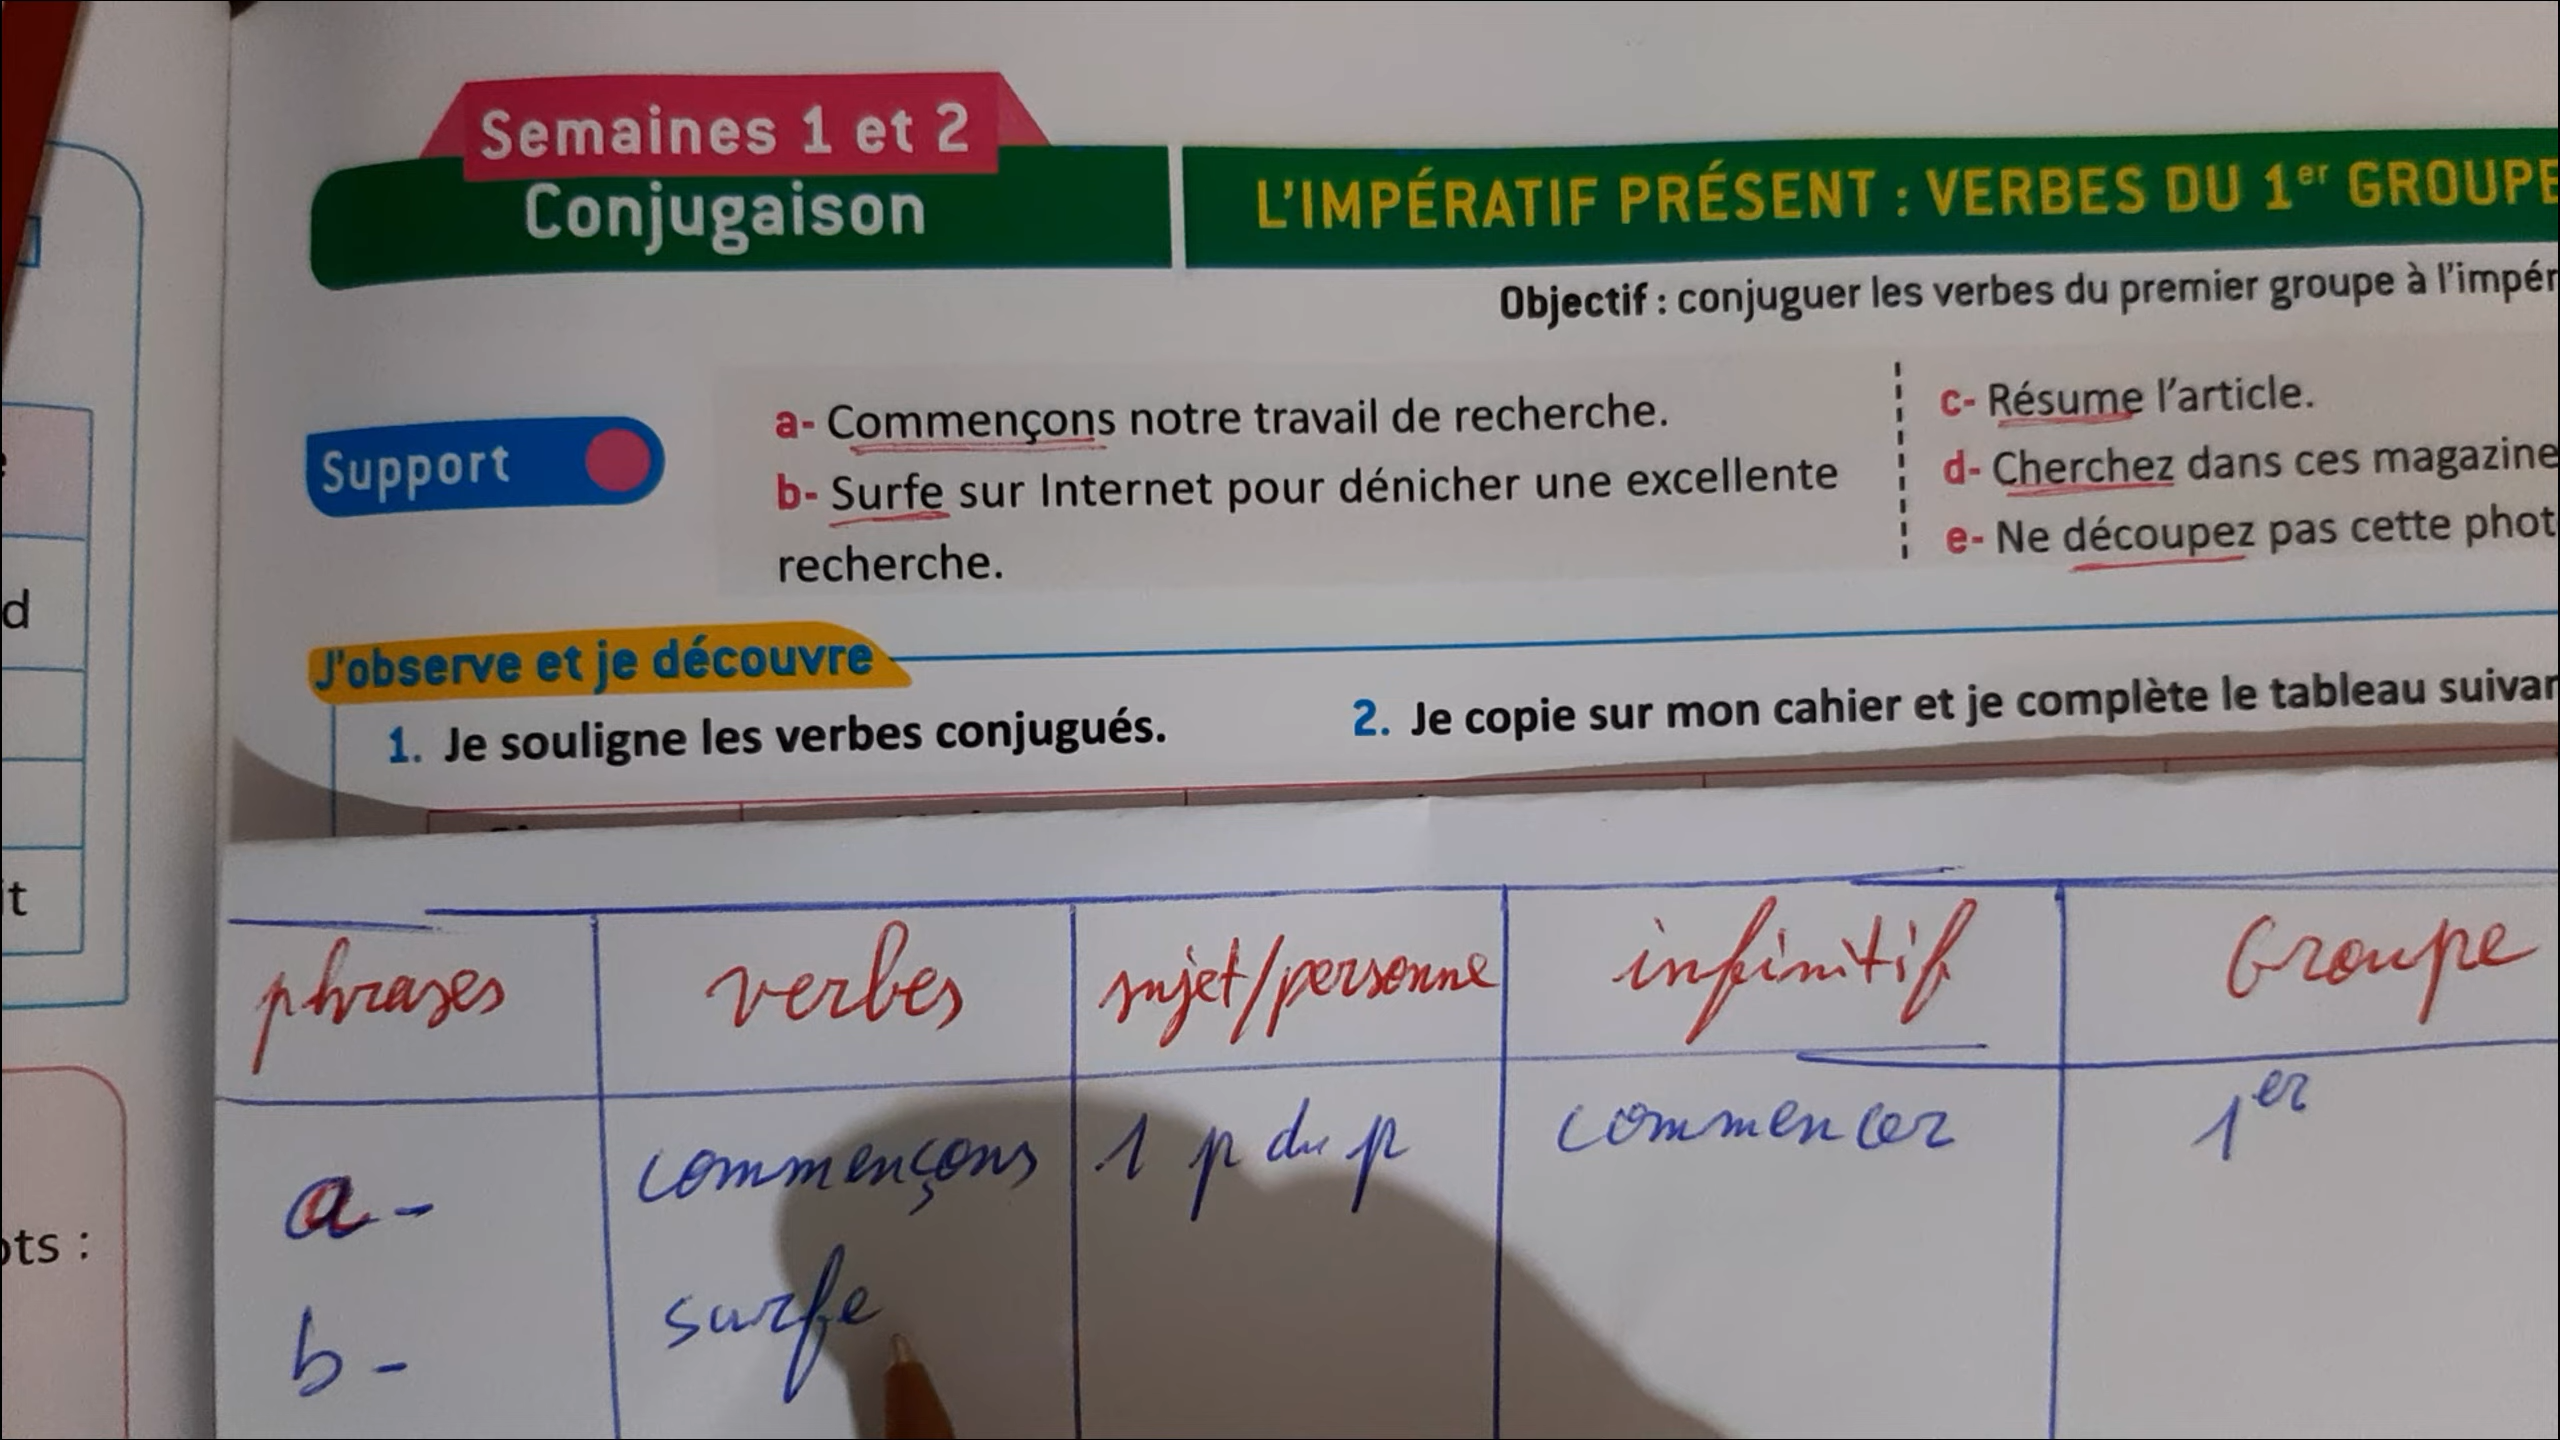 Semaines 1 et 2
Conjugaison
L'IMPÉRATIF PRÉSENT : VERBES DU 1er GROUPE
Objectif : conjuguer les verbes du premier groupe à l'impér
Support
a- Commençons notre travail de recherche.
b- Surfe sur Internet pour dénicher une excellente
recherche.
c- Résume l'article.
d- Cherchez dans ces magazine
e- Ne découpez pas cette phot
J'observe et je découvre
1. Je souligne les verbes conjugués.
2. Je copie sur mon cahier et je complète le tableau suivan
phrases verbes sujet/personne infinitif Groupe
a- commençons 1 p du p commencer 1er
b- surfe
d
it
ots :